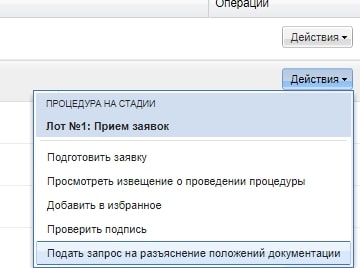 Операции
Действия
Действия
ПРОЦЕДУРА НА СТАДИИ
Лот №1: Прием заявок
Подготовить заявку
Просмотреть извещение о проведении процедуры
Добавить в избранное
Проверить подпись
Подать запрос на разъяснение положений документации